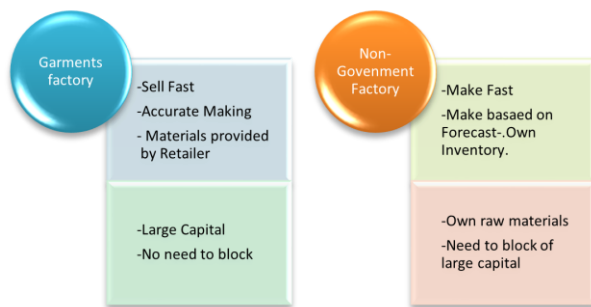 Garments
factory
-Sell Fast
-Accurate Making
- Materials provided
by Retailer
-Large Capital
-No need to block
Non-
Govenment
Factory
-Make Fast
-Make basaed on
Forecast-.Own
Inventory.
-Own raw materials
-Need to block of
large capital